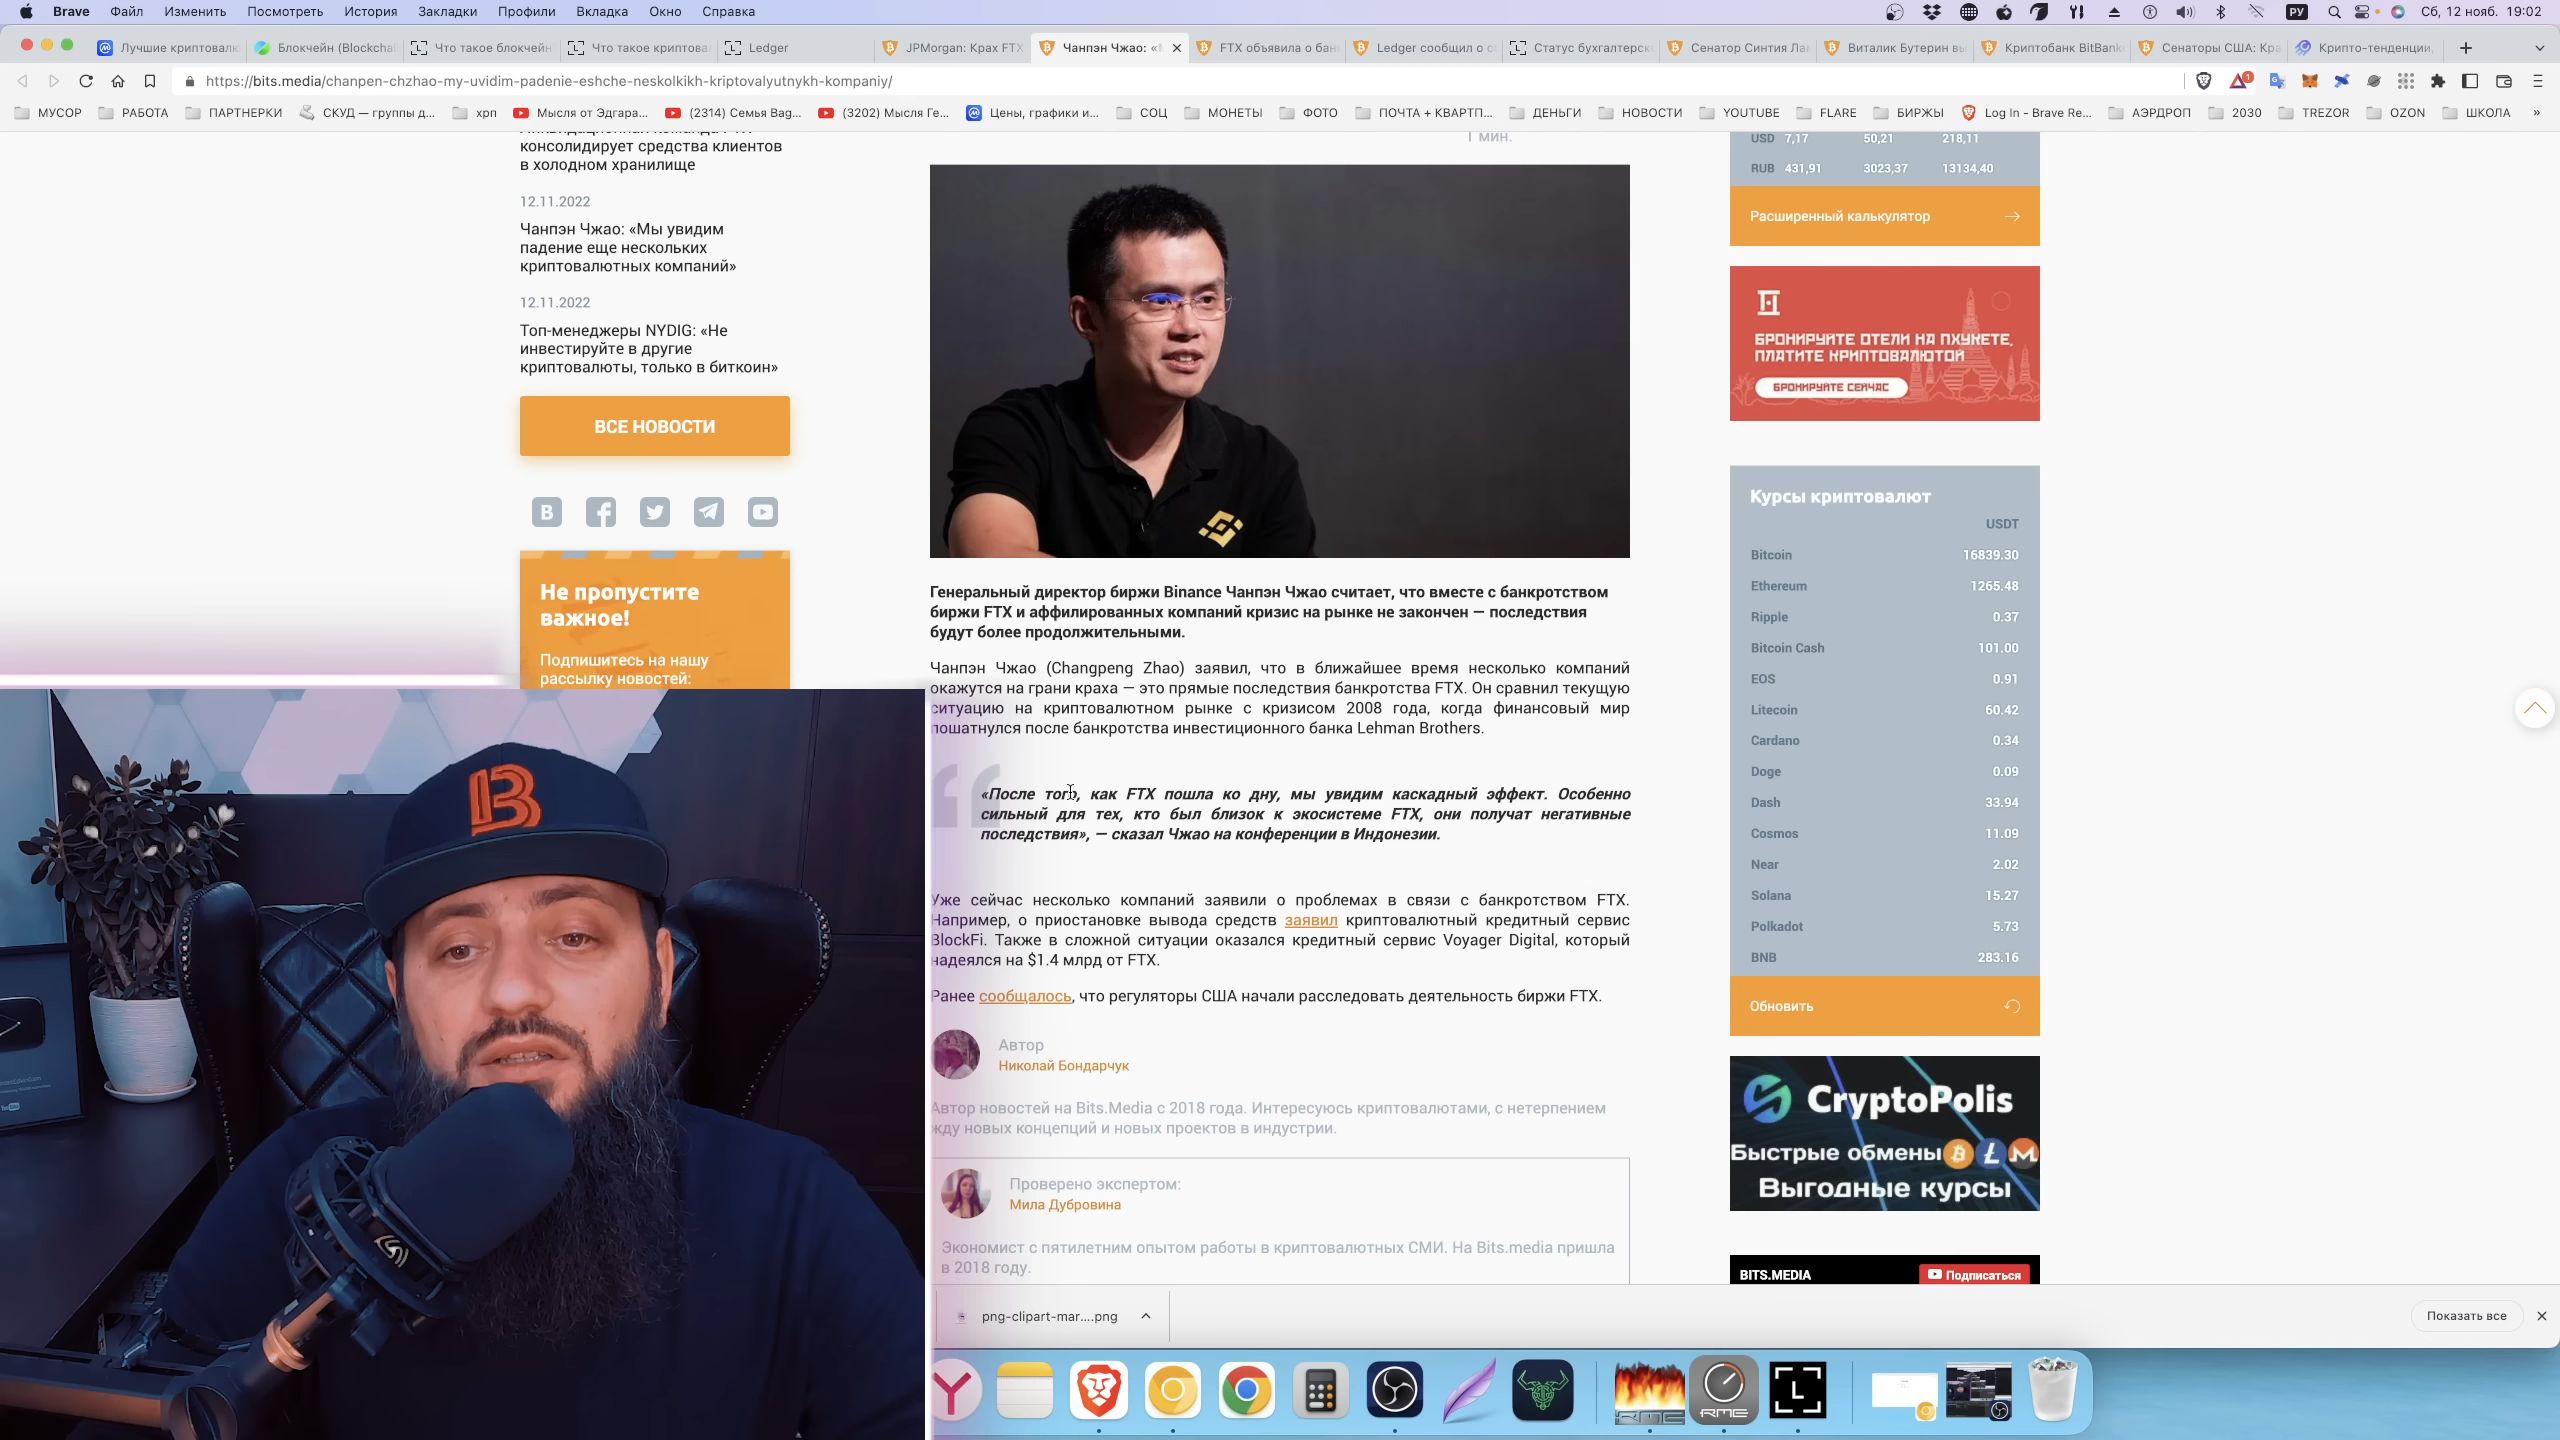 Brave Файл Изменить Посмотреть История Закладки Профили Вкладка Окно Справка
РУ Сб, 12 нояб. 19:02
Лучшие криптовал
Блокчейн (Blockcha
Что такое блокчейн
Что такое криптова
Ledger
JPMorgan: Крах FTX
Чанпэн Чжао: «М
FTX объявила о бан
Ledger сообщил о с
Статус бухгалтерск
Сенатор Синтия Ла
Виталик Бутерин вы
Криптобанк BitBank
Сенаторы США: Кра
Крипто-тенденции,
https://bits.media/chanpen-chzhao-my-uvidim-padenie-eshche-neskolkikh-kriptovalyutnykh-kompaniy/
МУСОР РАБОТА ПАРТНЕРКИ СКУД — группы д... хрп Мысля от Эдгара... (2314) Семья Bag... (3202) Мысля Ге... Цены, графики и... СОЦ МОНЕТЫ ФОТО ПОЧТА + КВАРТП... ДЕНЬГИ НОВОСТИ YOUTUBE FLARE БИРЖЫ Log In - Brave Re... АЭРДРОП 2030 TREZOR OZON ШКОЛА »
консолидирует средства клиентов
в холодном хранилище
12.11.2022
Чанпэн Чжао: «Мы увидим
падение еще нескольких
криптовалютных компаний»
12.11.2022
Топ-менеджеры NYDIG: «Не
инвестируйте в другие
криптовалюты, только в биткоин»
ВСЕ НОВОСТИ
Не пропустите
важное!
Подпишитесь на нашу
рассылку новостей:
1 мин.
Генеральный директор биржи Binance Чанпэн Чжао считает, что вместе с банкротством
биржи FTX и аффилированных компаний кризис на рынке не закончен — последствия
будут более продолжительными.
Чанпэн Чжао (Changpeng Zhao) заявил, что в ближайшее время несколько компаний
окажутся на грани краха — это прямые последствия банкротства FTX. Он сравнил текущую
ситуацию на криптовалютном рынке с кризисом 2008 года, когда финансовый мир
пошатнулся после банкротства инвестиционного банка Lehman Brothers.
«После того, как FTX пошла ко дну, мы увидим каскадный эффект. Особенно
сильный для тех, кто был близок к экосистеме FTX, они получат негативные
последствия», — сказал Чжао на конференции в Индонезии.
Уже сейчас несколько компаний заявили о проблемах в связи с банкротством FTX.
Например, о приостановке вывода средств заявил криптовалютный кредитный сервис
BlockFi. Также в сложной ситуации оказался кредитный сервис Voyager Digital, который
надеялся на $1.4 млрд от FTX.
Ранее сообщалось, что регуляторы США начали расследовать деятельность биржи FTX.
Автор
Николай Бондарчук
Автор новостей на Bits.Media с 2018 года. Интересуюсь криптовалютами, с нетерпением
жду новых концепций и новых проектов в индустрии.
Проверено экспертом:
Мила Дубровина
Экономист с пятилетним опытом работы в криптовалютных СМИ. На Bits.media пришла
в 2018 году.
USD 7,17 50,21 218,11
RUB 431,91 3023,37 13134,40
Расширенный калькулятор
БРОНИРУЙТЕ ОТЕЛИ НА ПХУКЕТЕ,
ПЛАТИТЕ КРИПТОВАЛЮТОЙ
БРОНИРУЙТЕ СЕЙЧАС
Курсы криптовалют
USDT
Bitcoin 16839.30
Ethereum 1265.48
Ripple 0.37
Bitcoin Cash 101.00
EOS 0.91
Litecoin 60.42
Cardano 0.34
Doge 0.09
Dash 33.94
Cosmos 11.09
Near 2.02
Solana 15.27
Polkadot 5.73
BNB 283.16
Обновить
CryptoPolis
Быстрые обмены
Выгодные курсы
BITS.MEDIA Подписаться
png-clipart-mar....png
Показать все
RME
RME